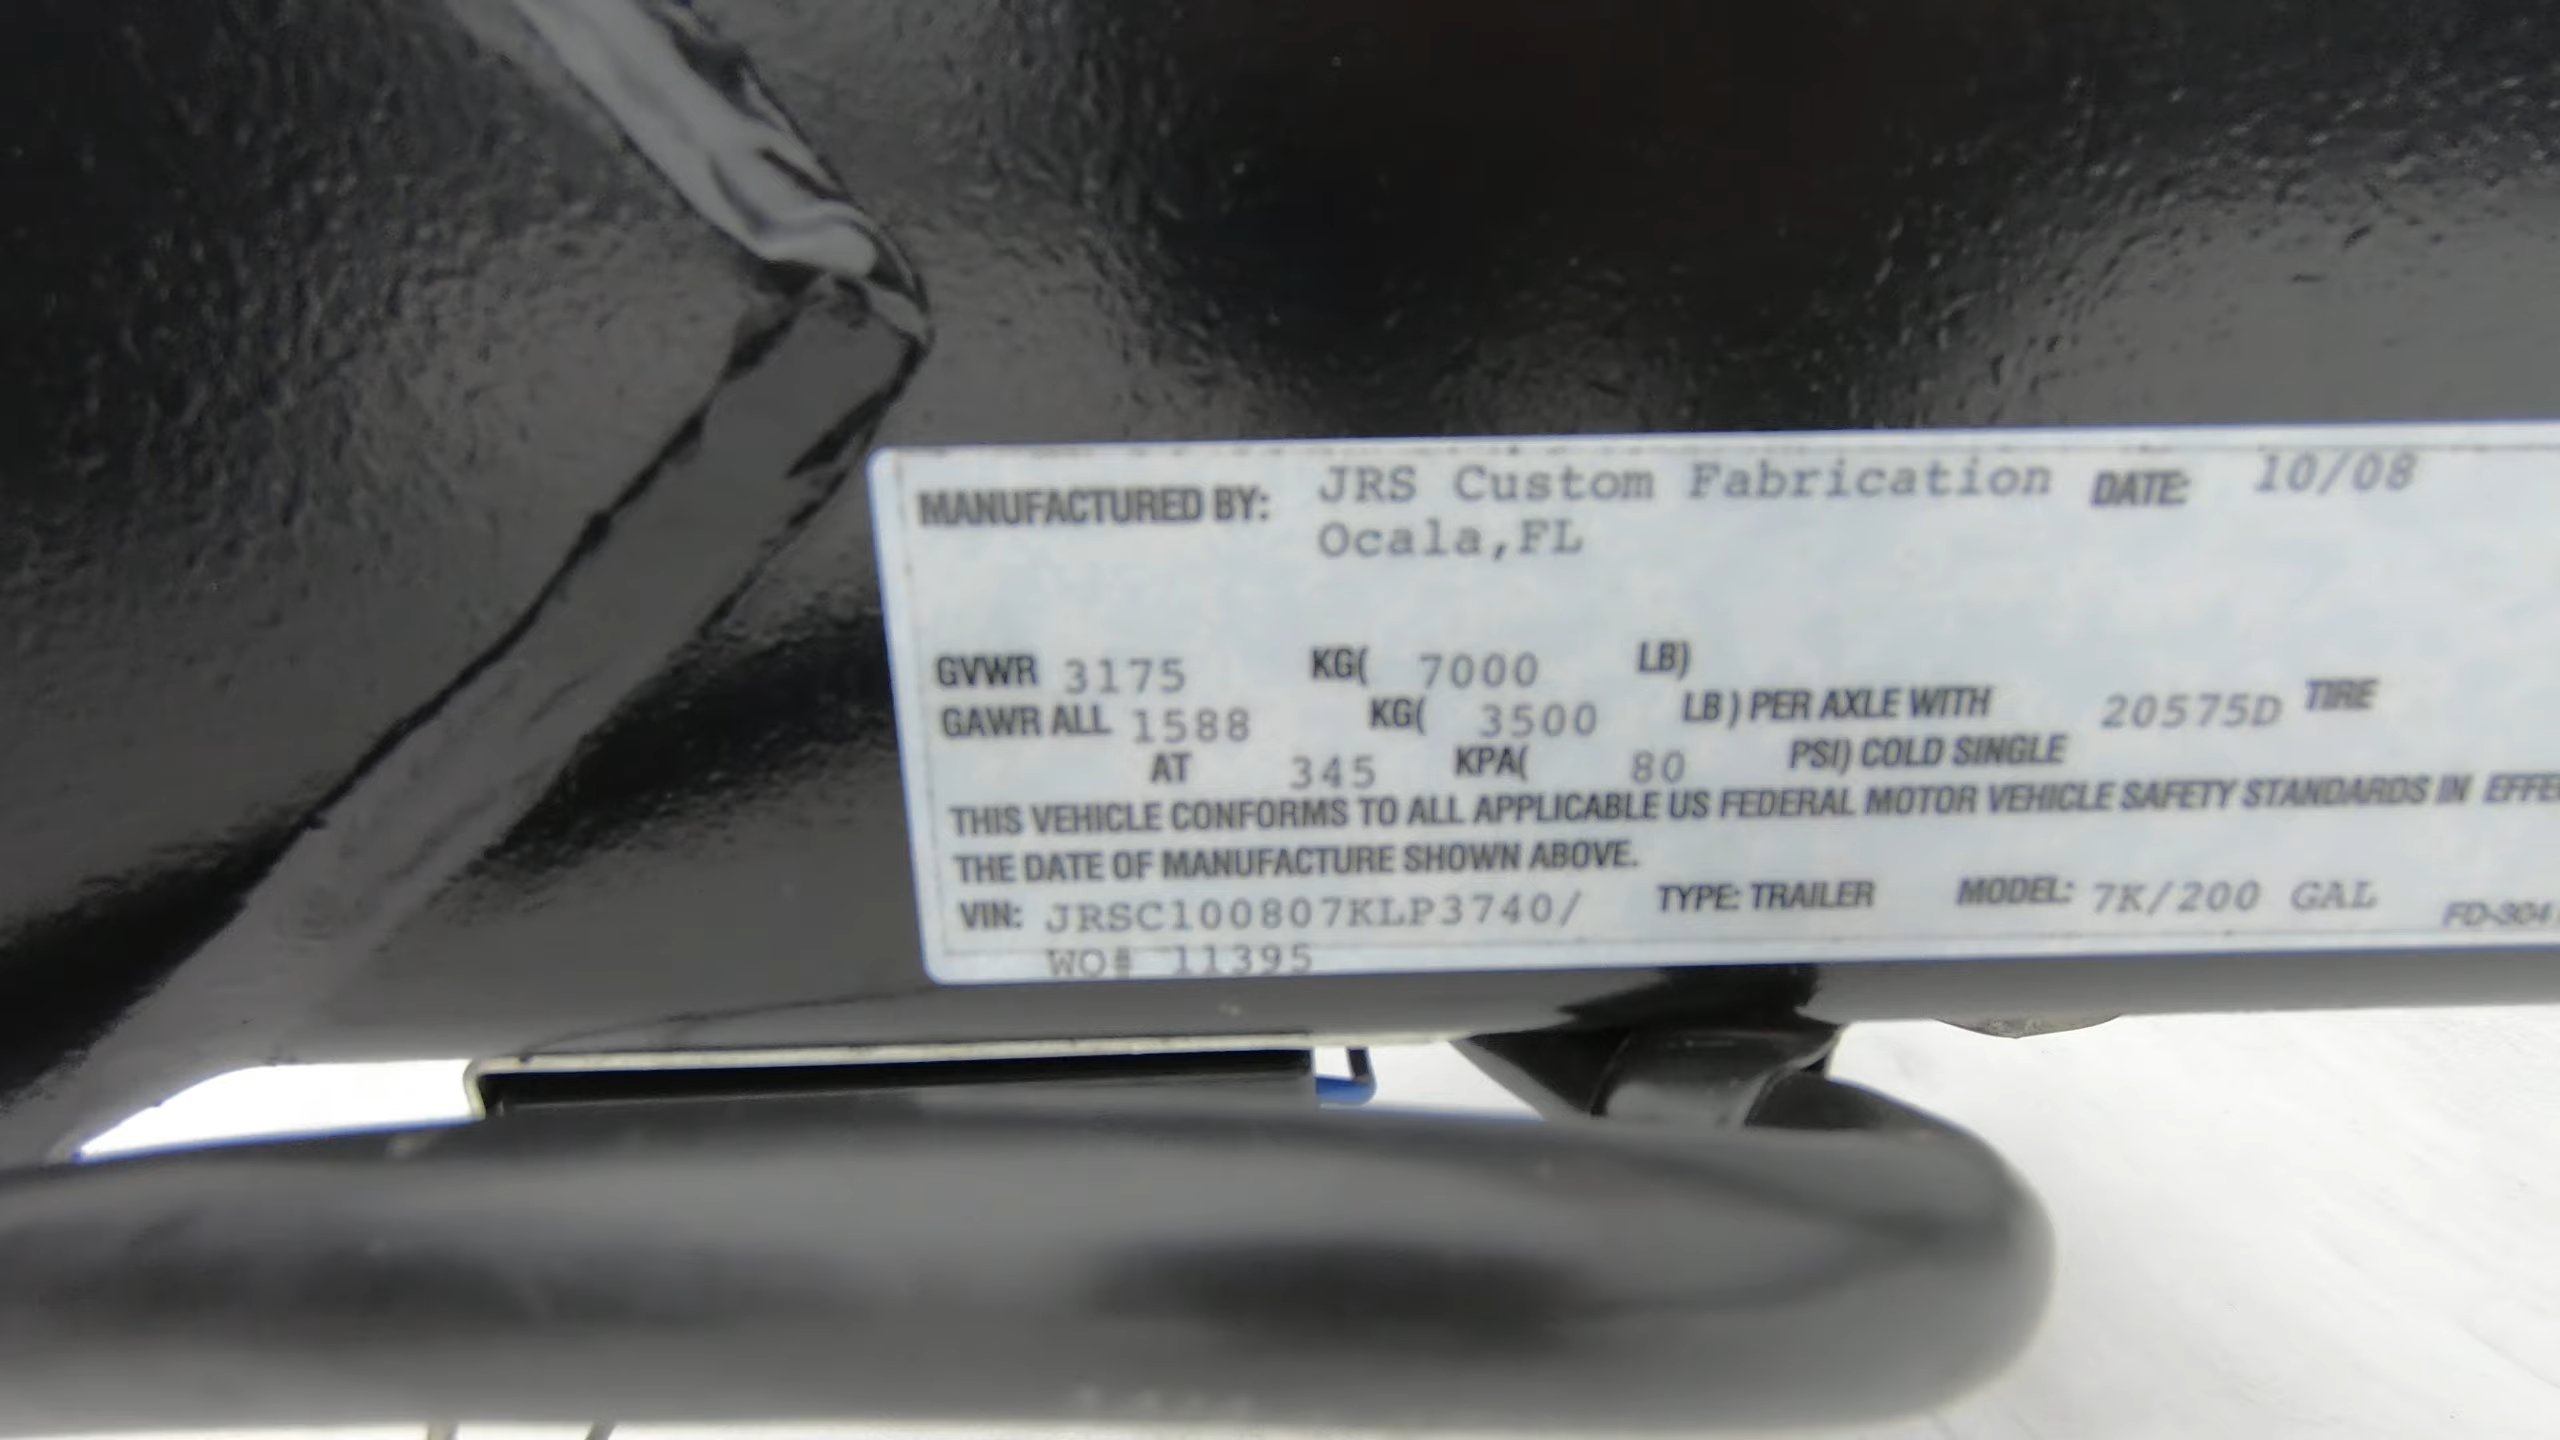 MANUFACTURED BY: JRS Custom Fabrication DATE: 10/08
Ocala,FL
GVWR 3175 KG( 7000 LB)
GAWR ALL 1588 KG( 3500 LB) PER AXLE WITH 20575D TIRE
AT 345 KPA( 80 PSI) COLD SINGLE
THIS VEHICLE CONFORMS TO ALL APPLICABLE US FEDERAL MOTOR VEHICLE SAFETY STANDARDS IN EFFE
THE DATE OF MANUFACTURE SHOWN ABOVE.
VIN: JRSC100807KLP3740/ TYPE: TRAILER MODEL: 7K/200 GAL FD-304
WO# 11395